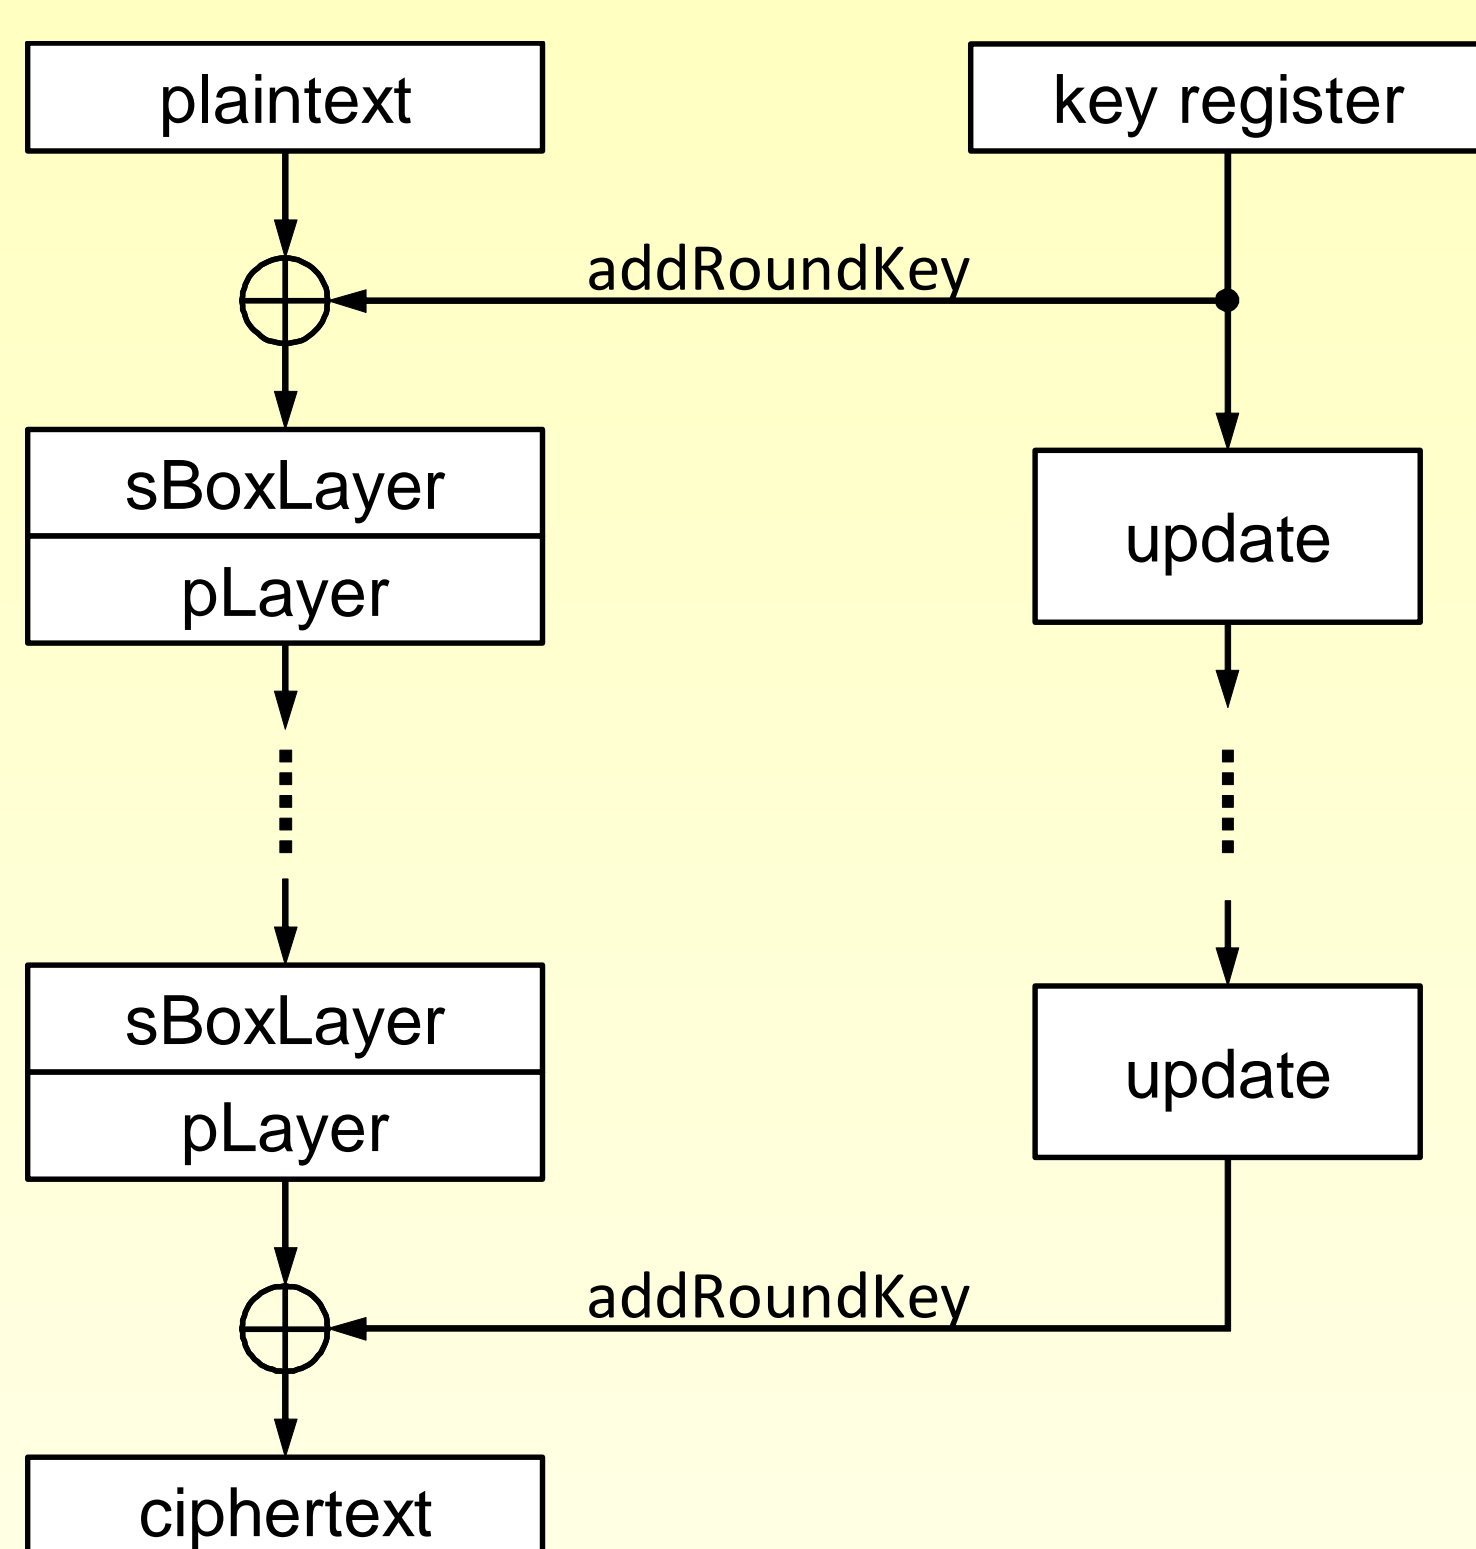 plaintext
key register
addRoundKey
sBoxLayer
update
pLayer
sBoxLayer
update
pLayer
addRoundKey
ciphertext